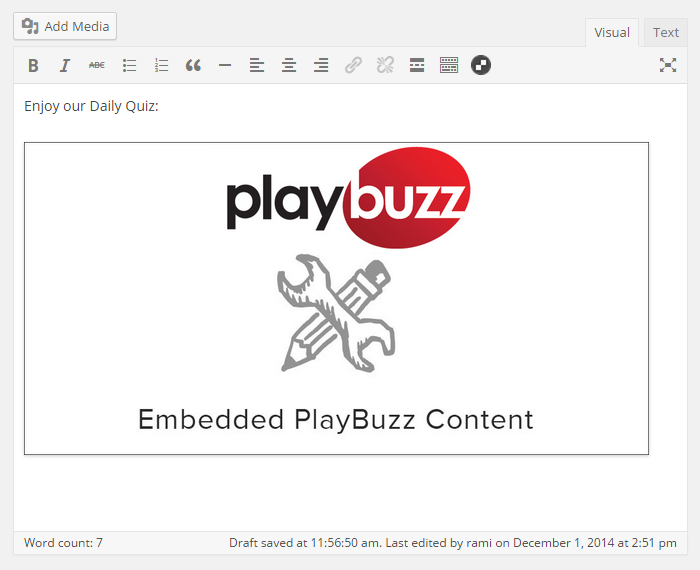 Add Media
Visual Text
B I ABC
Enjoy our Daily Quiz:
playbuzz
Embedded PlayBuzz Content
Word count: 7 Draft saved at 11:56:50 am. Last edited by rami on December 1, 2014 at 2:51 pm